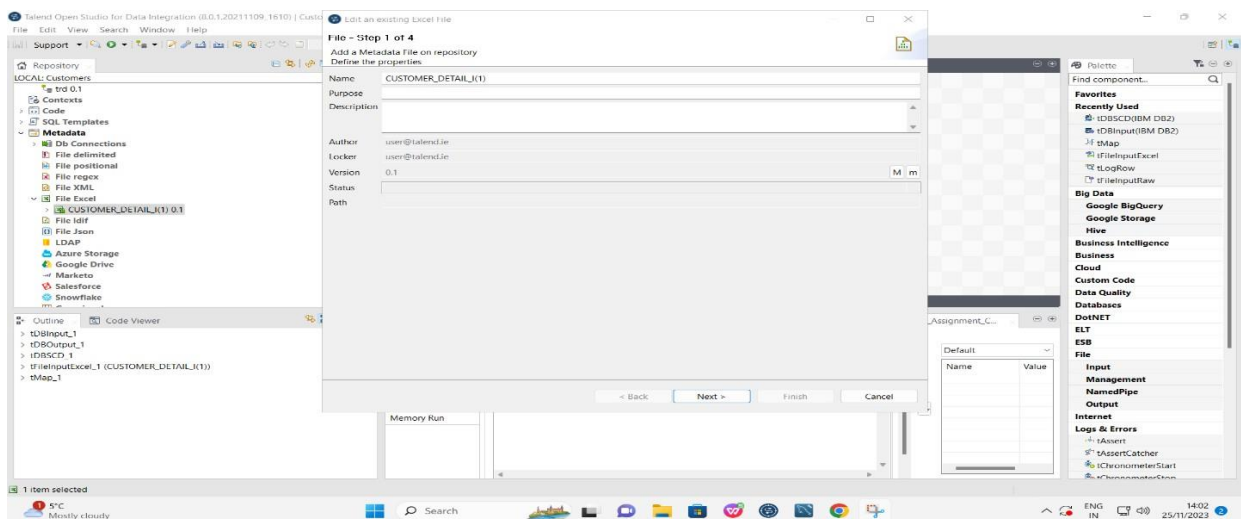 Talend Open Studio for Data Integration (8.0.1.20211109_1610) | Custo
File Edit View Search Window Help
Support
Repository
LOCAL: Customers
trd 0.1
Contexts
Code
SQL Templates
Metadata
Db Connections
File delimited
File positional
File regex
File XML
File Excel
CUSTOMER_DETAIL_I(1) 0.1
File ldif
File Json
LDAP
Azure Storage
Google Drive
Marketo
Salesforce
Snowflake
Outline
Code Viewer
tDBInput_1
tDBOutput_1
tDBSCD_1
tFileInputExcel_1 (CUSTOMER_DETAIL_I(1))
tMap_1
1 item selected
Edit an existing Excel File
File - Step 1 of 4
Add a Metadata File on repository
Define the properties
Name CUSTOMER_DETAIL_I(1)
Purpose
Description
Author user@talend.ie
Locker user@talend.ie
Version 0.1 M m
Status
Path
< Back Next > Finish Cancel
Memory Run
_Assignment_C...
Default
Name Value
Palette
Find component...
Favorites
Recently Used
tDBSCD(IBM DB2)
tDBInput(IBM DB2)
tMap
tFileInputExcel
tLogRow
tFileInputRaw
Big Data
Google BigQuery
Google Storage
Hive
Business Intelligence
Business
Cloud
Custom Code
Data Quality
Databases
DotNET
ELT
ESB
File
Input
Management
NamedPipe
Output
Internet
Logs & Errors
tAssert
tAssertCatcher
tChronometerStart
tChronometerStop
5°C
Mostly cloudy
Search
ENG
IN
14:02
25/11/2023
2